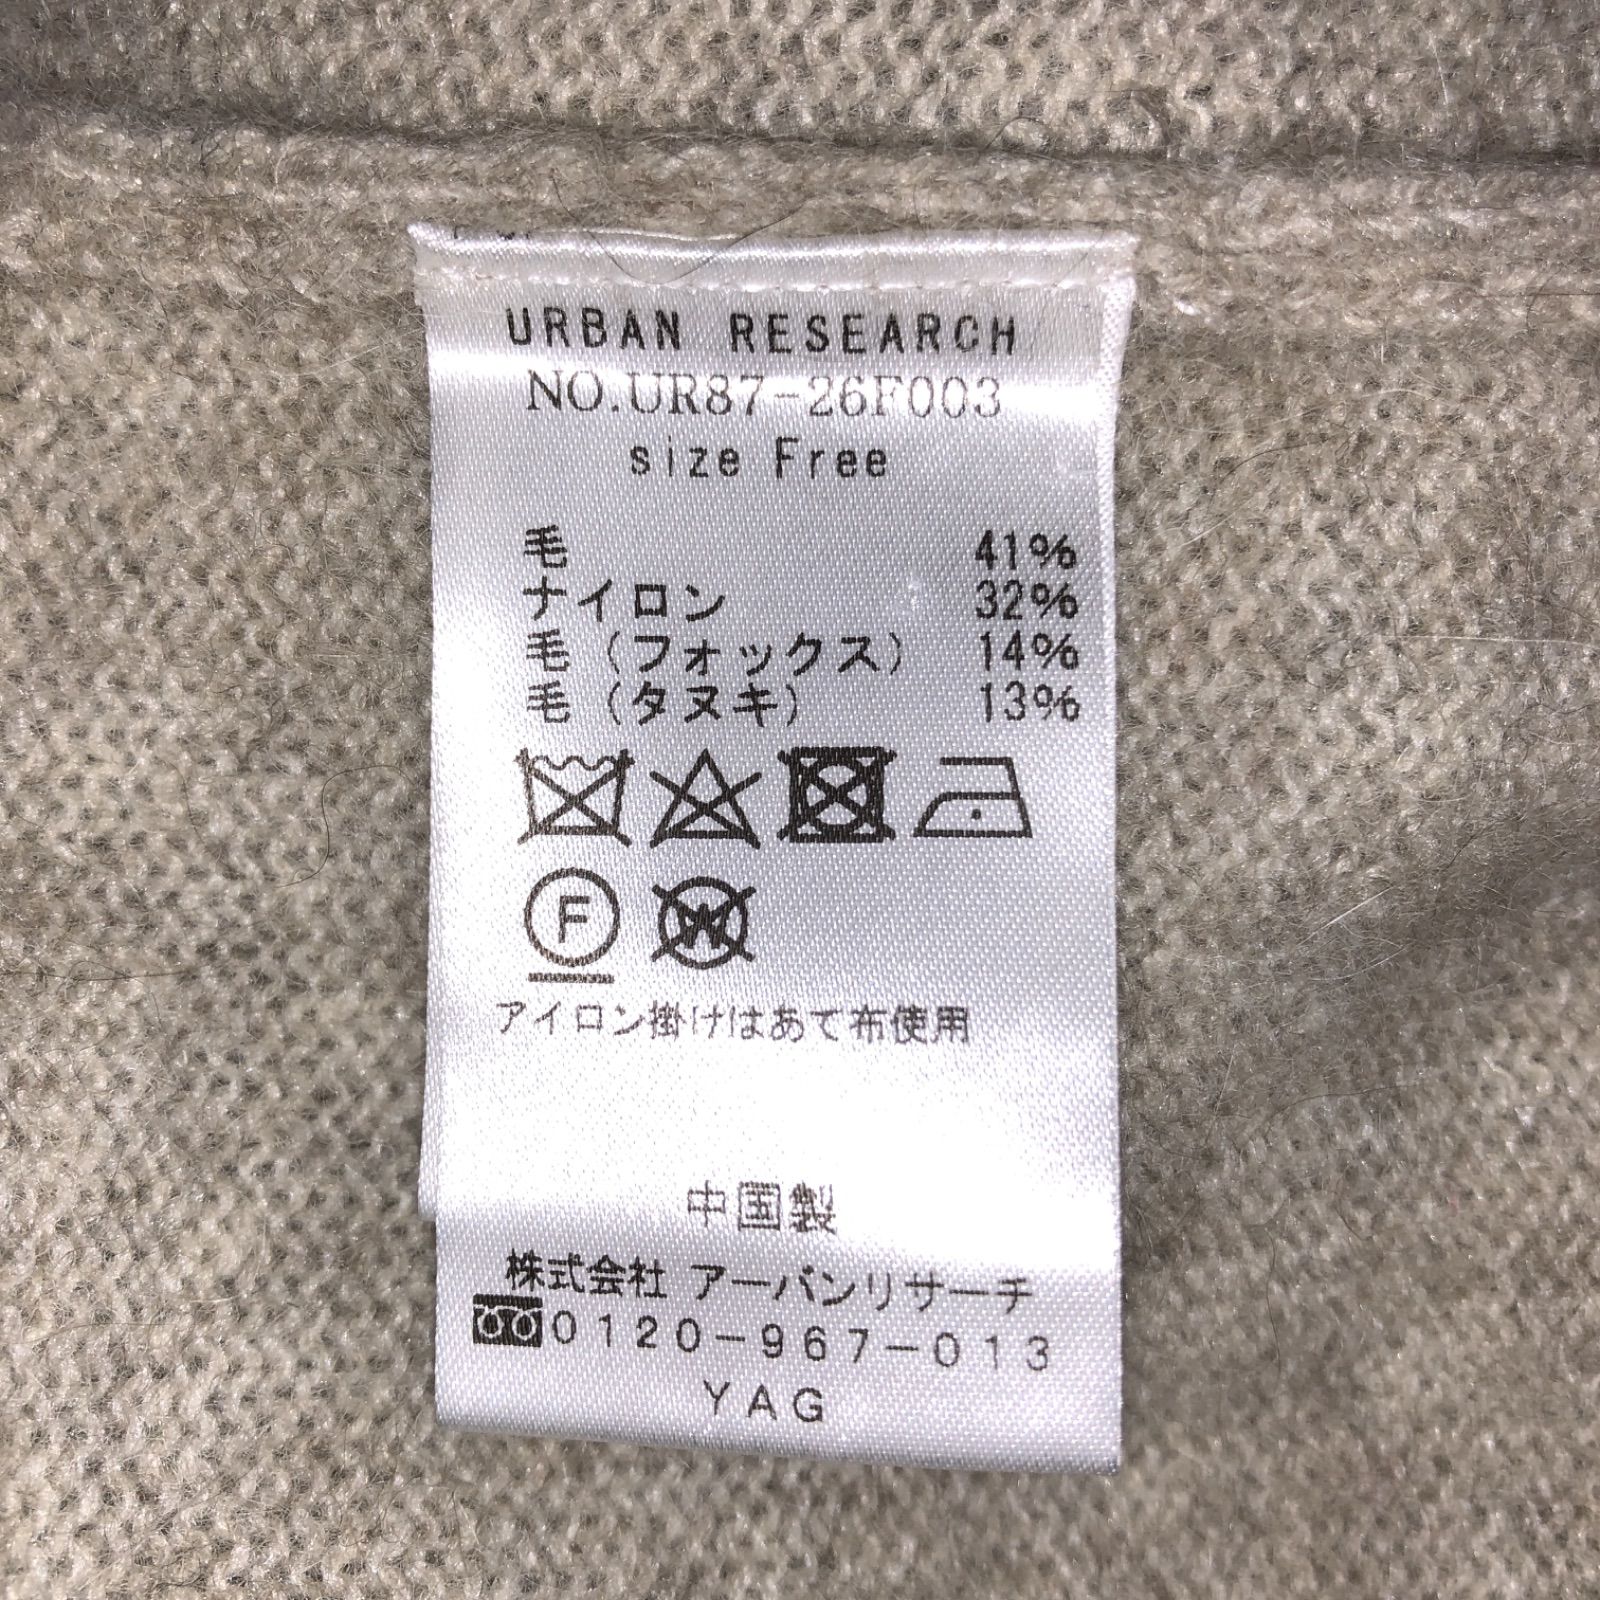 URBAN RESEARCH
NO.UR87-26F003
size Free
毛 41%
ナイロン 32%
毛（フォックス） 14%
毛（タヌキ） 13%
F
W
アイロン掛けはあて布使用
中国製
株式会社 アーバンリサーチ
0120-967-013
YAG